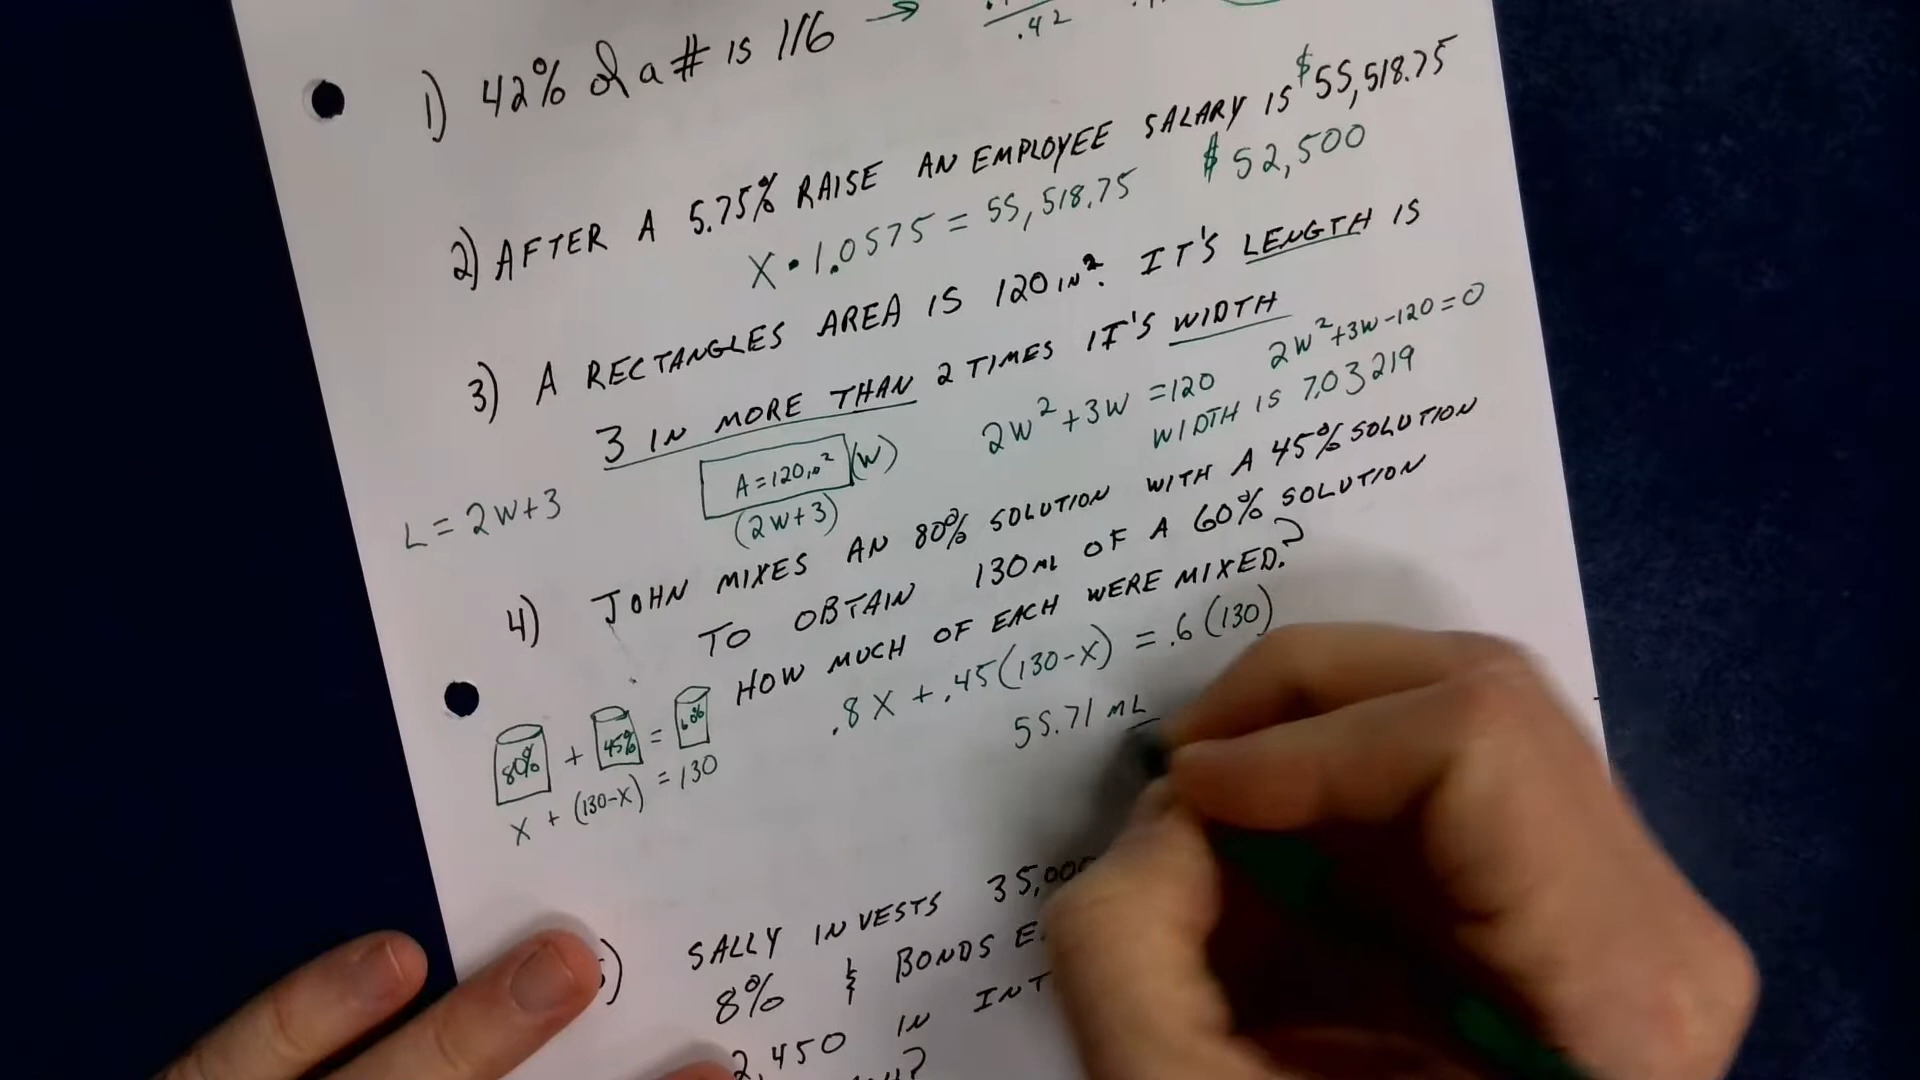 1) 42% of a # is 116 →
.42
2) AFTER A 5.75% RAISE AN EMPLOYEE SALARY IS $55,518.75
X • 1.0575 = 55,518.75 $52,500
3) A RECTANGLES AREA IS 120 IN². IT'S LENGTH IS
3 IN MORE THAN 2 TIMES IT'S WIDTH
2W²+3W =120 2W²+3W-120=0
WIDTH IS 7.03219
A=120 in² (W)
(2W+3)
L = 2W+3
4) JOHN MIXES AN 80% SOLUTION WITH A 45% SOLUTION
TO OBTAIN 130ML OF A 60% SOLUTION
HOW MUCH OF EACH WERE MIXED?
.8X + .45(130-X) = .6(130)
55.71 ML
80% + 45% = 60%
X + (130-X) = 130
SALLY INVESTS 35,000
8% & BONDS
2,450 IN